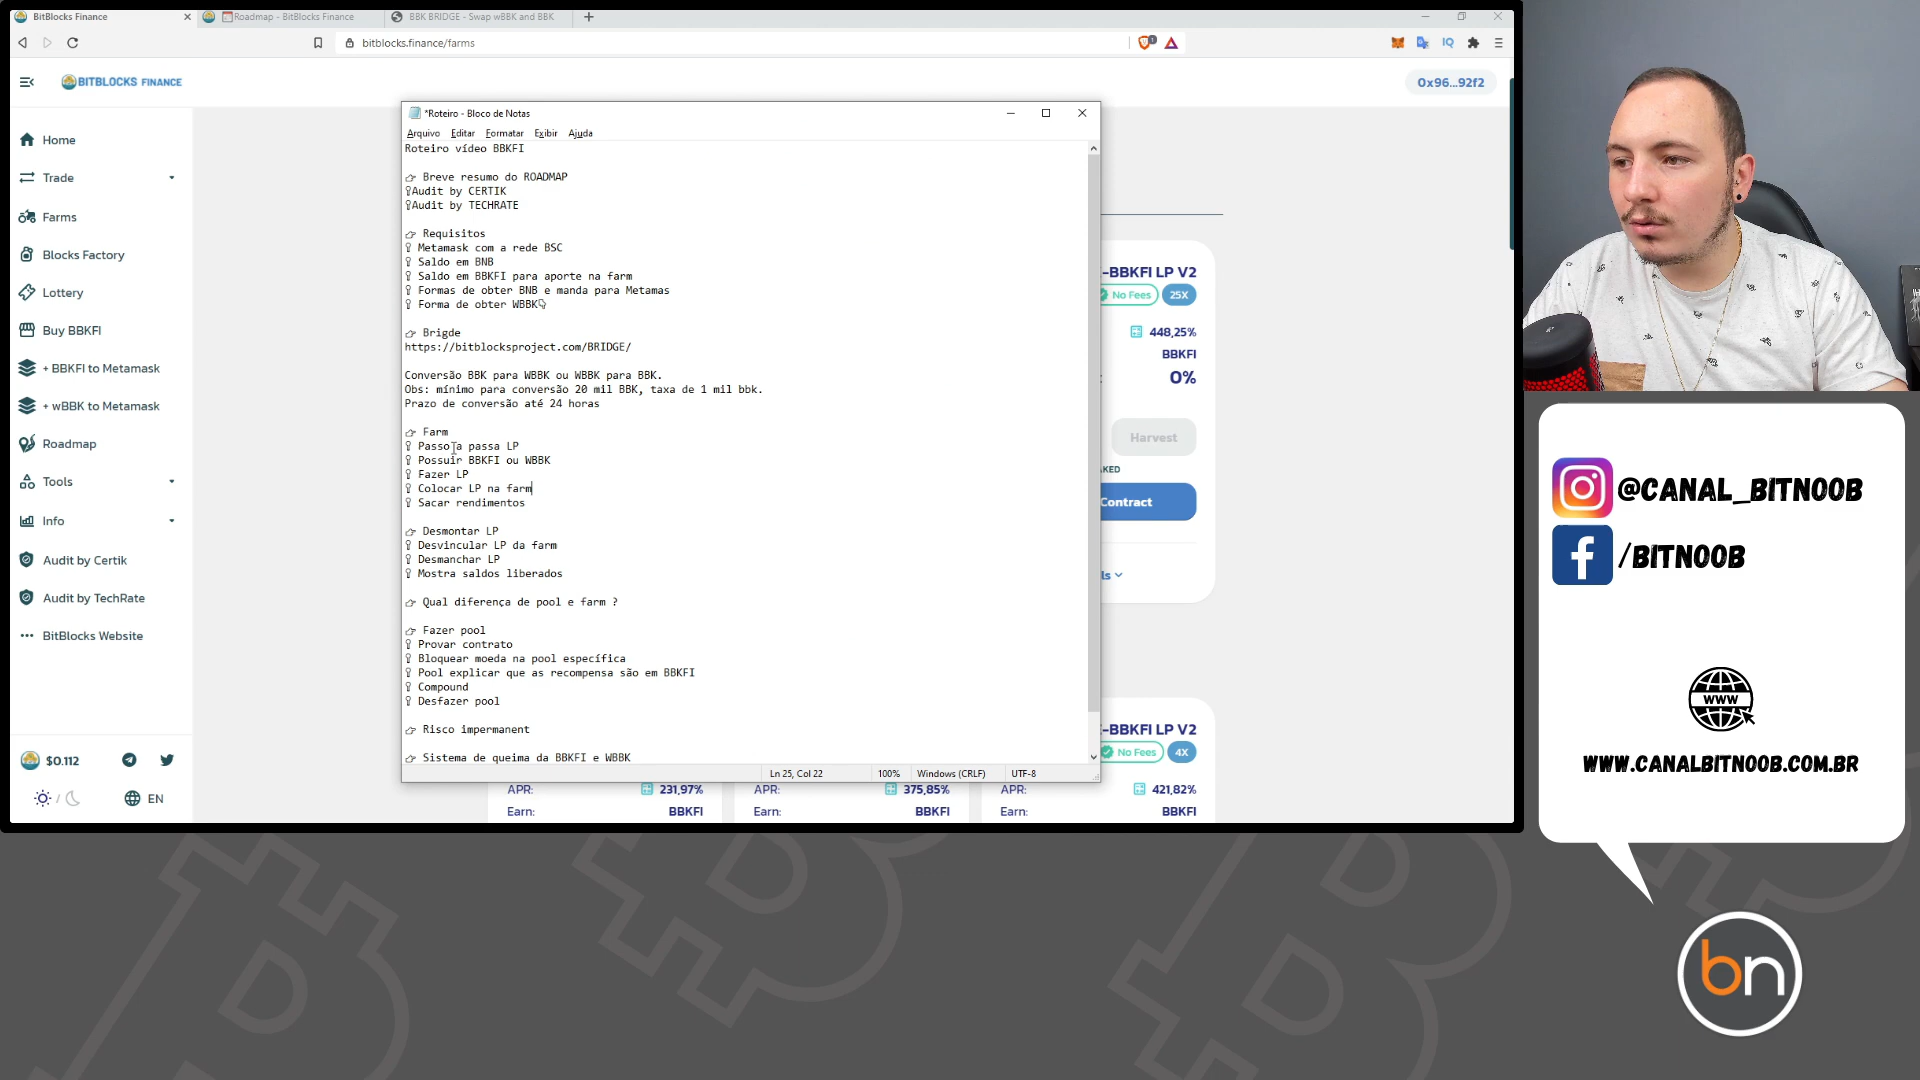 BitBlocks Finance
Roadmap - BitBlocks Finance
BBK BRIDGE - Swap wBBK and BBK
bitblocks.finance/farms
1
IQ
BITBLOCKS FINANCE
0x96...92f2
Home
Trade
Farms
Blocks Factory
Lottery
Buy BBKFI
+ BBKFI to Metamask
+ wBBK to Metamask
Roadmap
Tools
Info
Audit by Certik
Audit by TechRate
BitBlocks Website
$0.112
/
EN
*Roteiro - Bloco de Notas
Arquivo Editar Formatar Exibir Ajuda
Roteiro vídeo BBKFI
Breve resumo do ROADMAP
Audit by CERTIK
Audit by TECHRATE
Requisitos
Metamask com a rede BSC
Saldo em BNB
Saldo em BBKFI para aporte na farm
Formas de obter BNB e manda para Metamas
Forma de obter WBBK
Brigde
https://bitblocksproject.com/BRIDGE/
Conversão BBK para WBBK ou WBBK para BBK.
Obs: mínimo para conversão 20 mil BBK, taxa de 1 mil bbk.
Prazo de conversão até 24 horas
Farm
Passo a passa LP
Possuir BBKFI ou WBBK
Fazer LP
Colocar LP na farm
Sacar rendimentos
Desmontar LP
Desvincular LP da farm
Desmanchar LP
Mostra saldos liberados
Qual diferença de pool e farm ?
Fazer pool
Provar contrato
Bloquear moeda na pool específica
Pool explicar que as recompensa são em BBKFI
Compound
Desfazer pool
Risco impermanent
Sistema de queima da BBKFI e WBBK
Ln 25, Col 22
100%
Windows (CRLF)
UTF-8
-BBKFI LP V2
No Fees
25X
448,25%
BBKFI
:
0%
Harvest
KED
Contract
ls
-BBKFI LP V2
No Fees
4X
APR: 231,97%
Earn: BBKFI
APR: 375,85%
Earn: BBKFI
APR: 421,82%
Earn: BBKFI
@CANAL_BITNOOB
/BITNOOB
WWW
WWW.CANALBITNOOB.COM.BR
bn